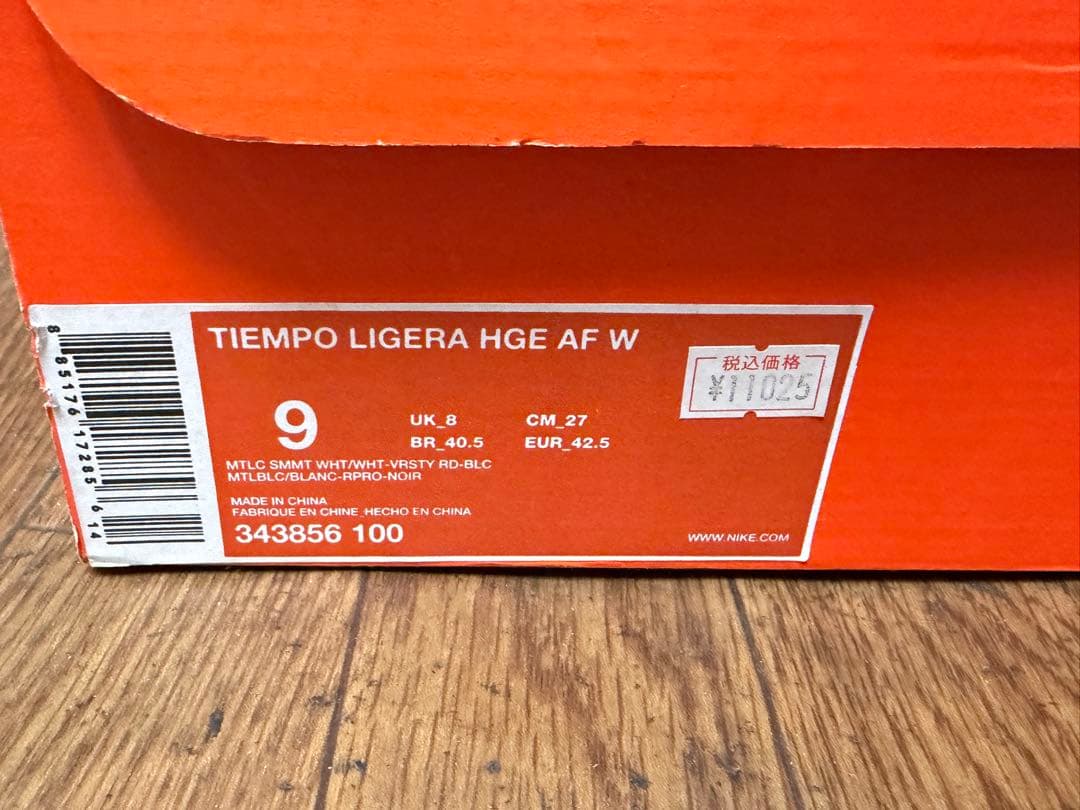 TIEMPO LIGERA HGE AF W
税込価格
¥11025
9
UK_8
CM_27
BR_40.5
EUR_42.5
MTLC SMMT WHT/WHT-VRSTY RD-BLC
MTLBLC/BLANC-RPRO-NOIR
MADE IN CHINA
FABRIQUE EN CHINE_HECHO EN CHINA
343856 100
WWW.NIKE.COM
8 85176 17285 6 14